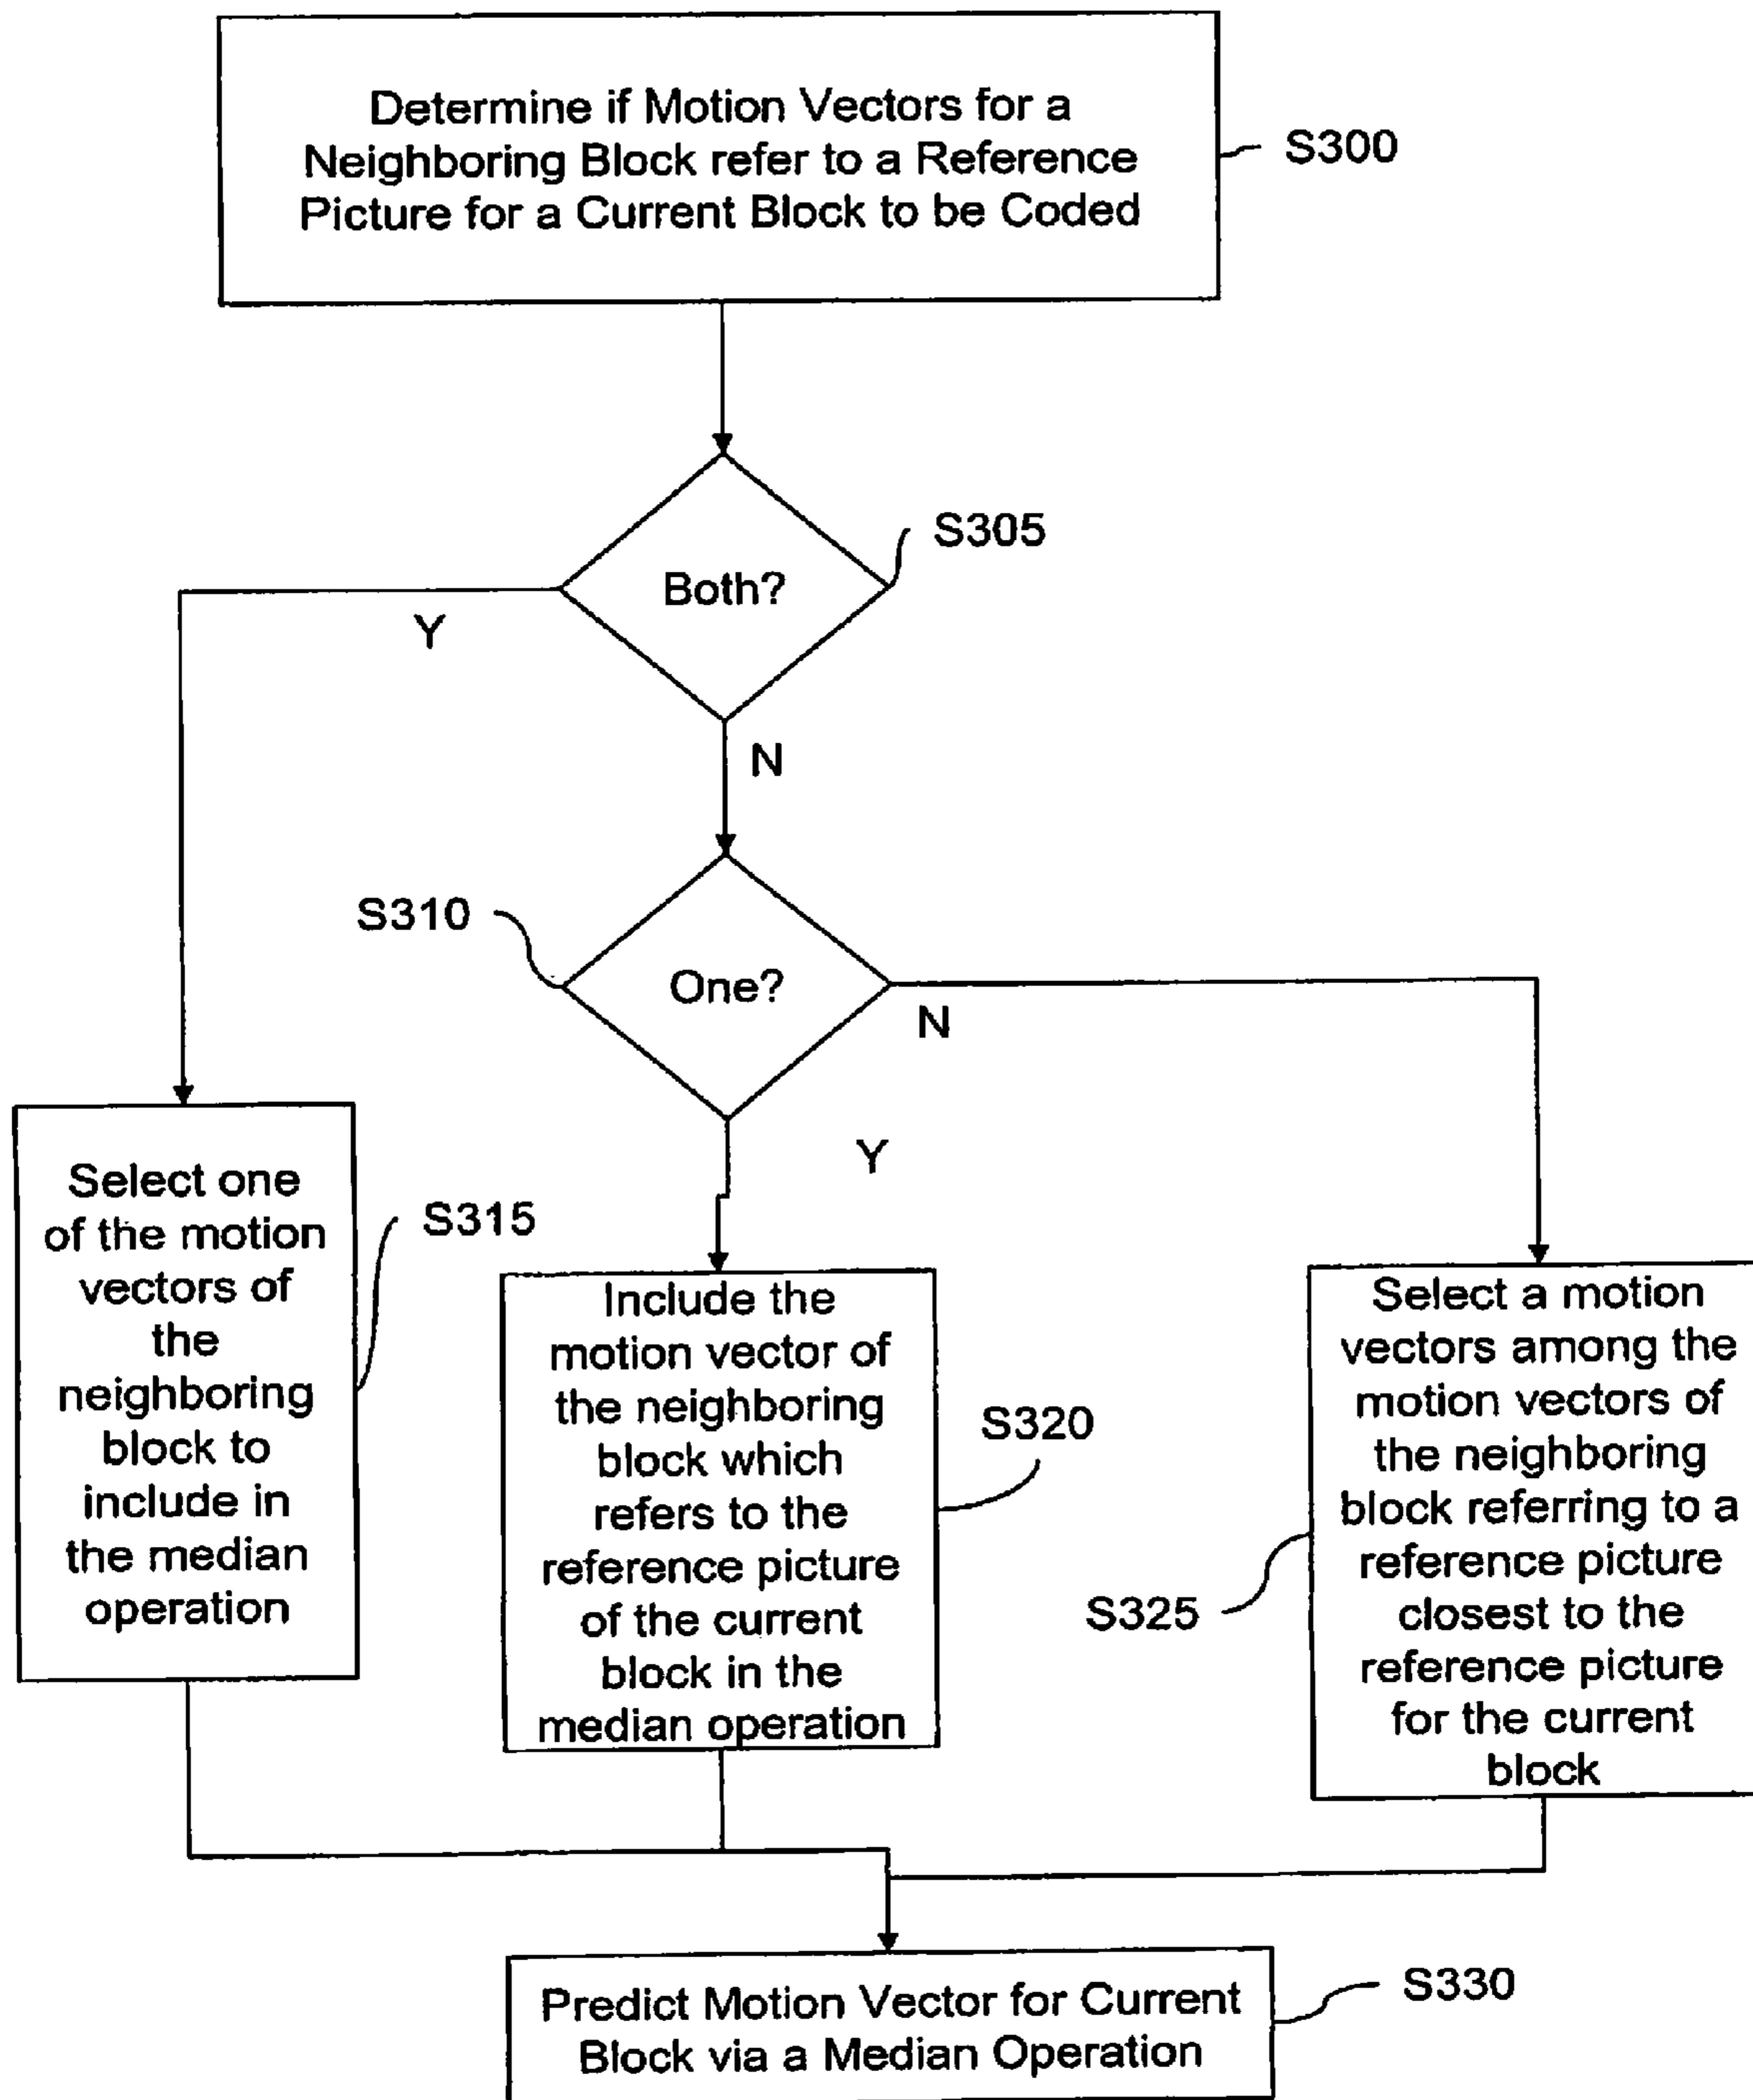 Determine if Motion Vectors for a
Neighboring Block refer to a Reference
Picture for a Current Block to be Coded
S300
Both?
S305
Y
N
S310
One?
N
Y
Select one
of the motion
vectors of
the
neighboring
block to
include in
the median
operation
S315
Include the
motion vector of
the neighboring
block which
refers to the
reference picture
of the current
block in the
median operation
S320
Select a motion
vectors among the
motion vectors of
the neighboring
block referring to a
reference picture
closest to the
reference picture
for the current
block
S325
Predict Motion Vector for Current
Block via a Median Operation
S330